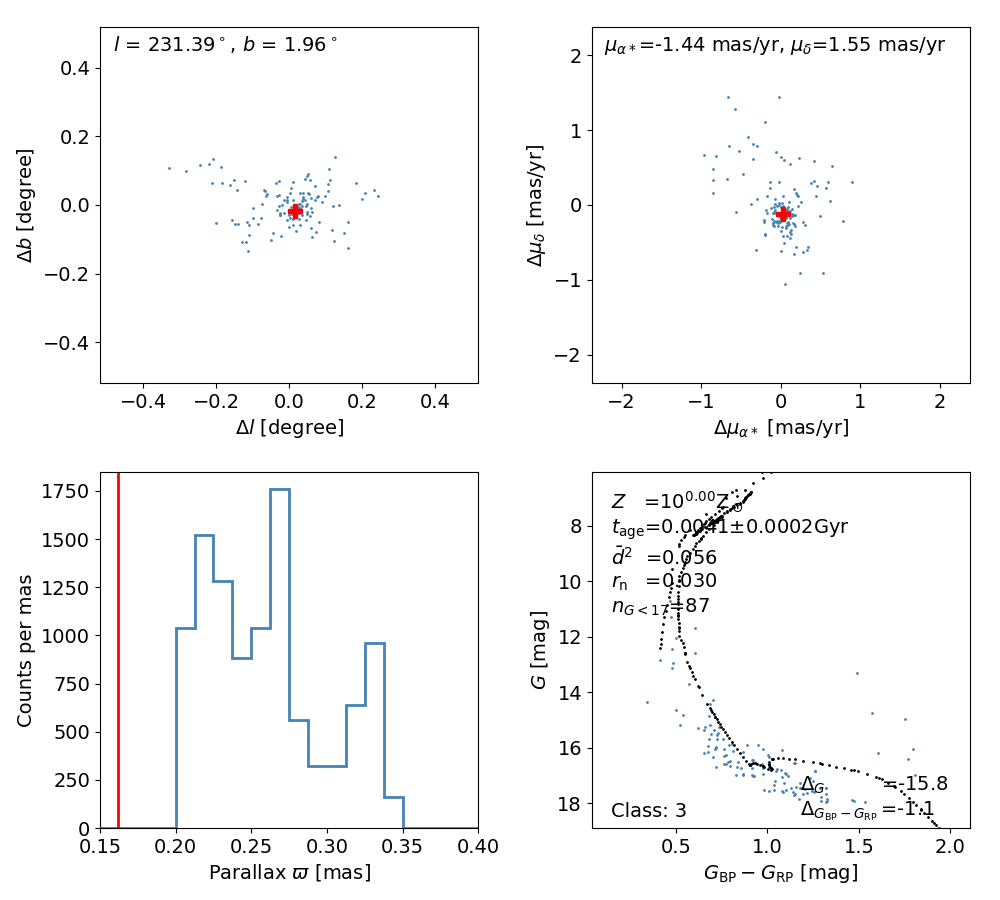 l = 231.39°, b = 1.96°
0.4
0.2
0.0
−0.2
−0.4
Δb [degree]
−0.4 −0.2 0.0 0.2 0.4
Δl [degree]
μα*=-1.44 mas/yr, μδ=1.55 mas/yr
2
1
0
−1
−2
Δμδ [mas/yr]
−2 −1 0 1 2
Δμα* [mas/yr]
1750
1500
1250
1000
750
500
250
0
Counts per mas
0.15 0.20 0.25 0.30 0.35 0.40
Parallax ϖ [mas]
Z =10^0.00 Z⊙
t_age=0.0041±0.0002Gyr
d̄² =0.056
r_n =0.030
n_G<17=87
8
10
12
14
16
18
G [mag]
Δ_G =-15.8
Δ_GBP−GRP =-1.1
Class: 3
0.5 1.0 1.5 2.0
G_BP − G_RP [mag]